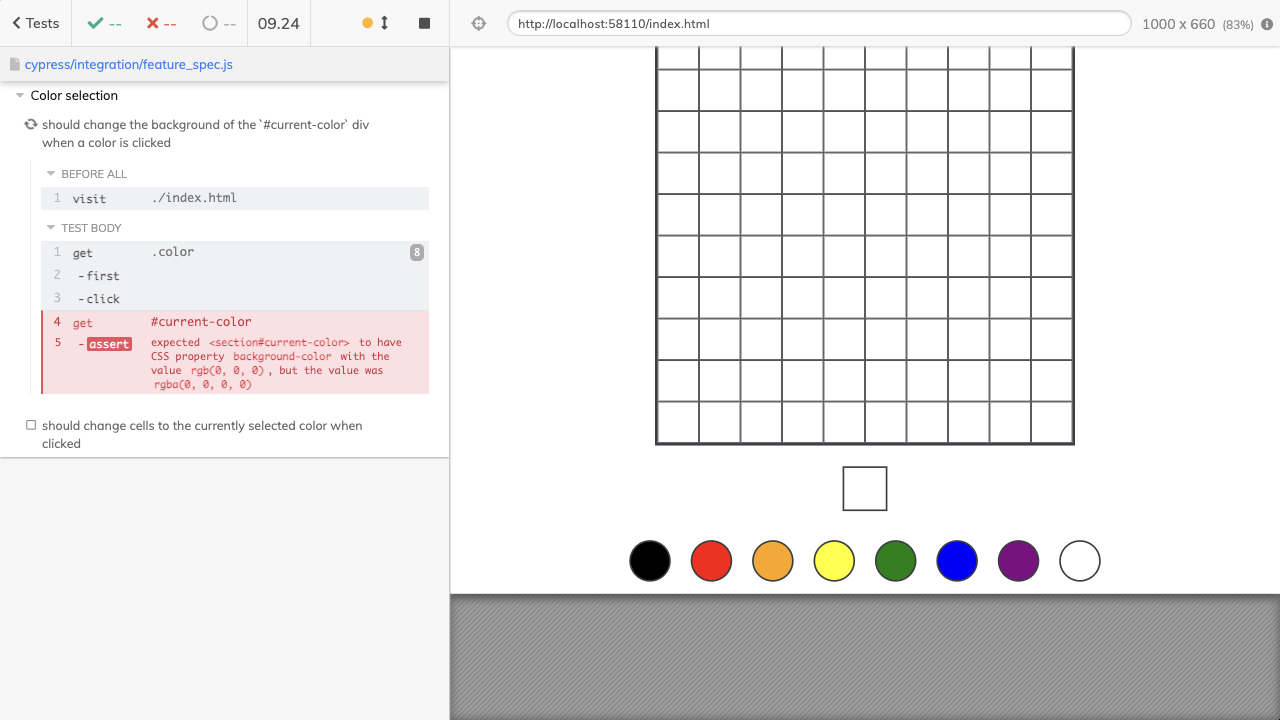 Tests -- -- -- 09.24
http://localhost:58110/index.html 1000 x 660 (83%)
cypress/integration/feature_spec.js
Color selection
should change the background of the `#current-color` div
when a color is clicked
BEFORE ALL
1 visit ./index.html
TEST BODY
1 get .color 8
2 -first
3 -click
4 get #current-color
5 -assert expected <section#current-color> to have
CSS property background-color with the
value rgb(0, 0, 0), but the value was
rgba(0, 0, 0, 0)
should change cells to the currently selected color when
clicked